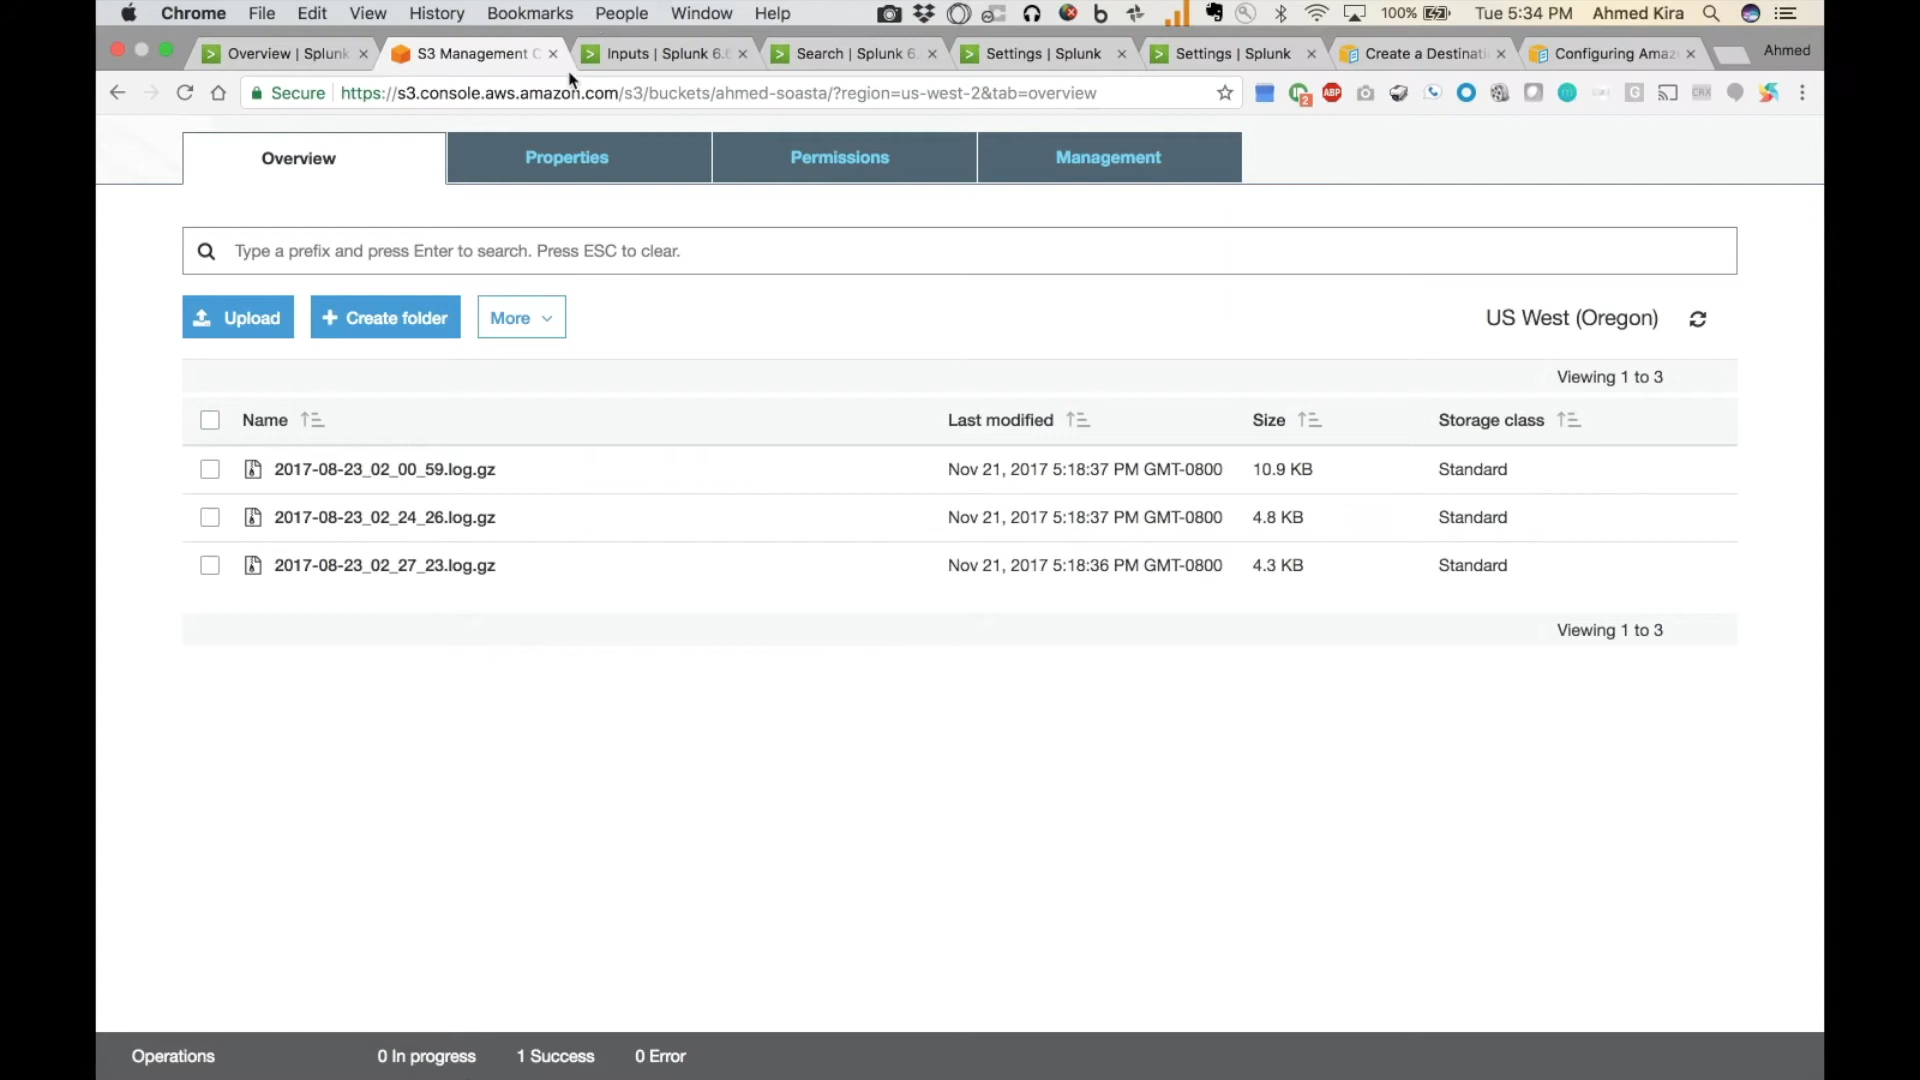 Chrome File Edit View History Bookmarks People Window Help 100% Tue 5:34 PM Ahmed Kira
Overview | Splunk S3 Management C Inputs | Splunk 6.6 Search | Splunk 6. Settings | Splunk Settings | Splunk Create a Destinati Configuring Amaz Ahmed
Secure https://s3.console.aws.amazon.com/s3/buckets/ahmed-soasta/?region=us-west-2&tab=overview 2 ABP G CRX
Overview Properties Permissions Management
Type a prefix and press Enter to search. Press ESC to clear.
Upload + Create folder More US West (Oregon)
Viewing 1 to 3
Name Last modified Size Storage class
2017-08-23_02_00_59.log.gz Nov 21, 2017 5:18:37 PM GMT-0800 10.9 KB Standard
2017-08-23_02_24_26.log.gz Nov 21, 2017 5:18:37 PM GMT-0800 4.8 KB Standard
2017-08-23_02_27_23.log.gz Nov 21, 2017 5:18:36 PM GMT-0800 4.3 KB Standard
Viewing 1 to 3
Operations 0 In progress 1 Success 0 Error